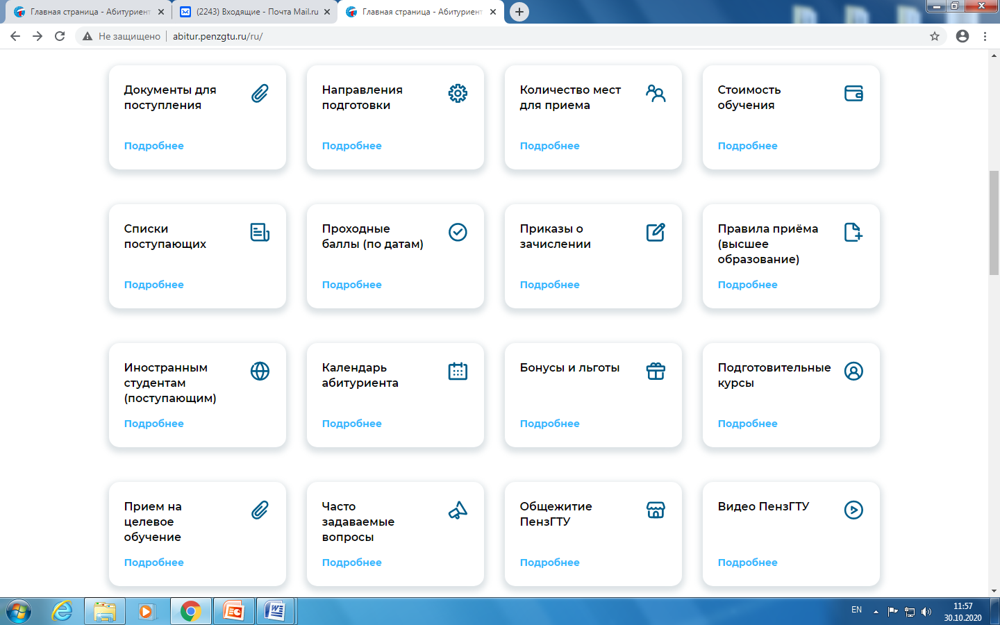 Главная страница - Абитуриент
(2243) Входящие - Почта Mail.ru
Главная страница - Абитуриент
Не защищено
abitur.penzgtu.ru/ru/
Документы для
поступления
Подробнее
Направления
подготовки
Подробнее
Количество мест
для приема
Подробнее
Стоимость
обучения
Подробнее
Списки
поступающих
Подробнее
Проходные
баллы (по датам)
Подробнее
Приказы о
зачислении
Подробнее
Правила приёма
(высшее
образование)
Подробнее
Иностранным
студентам
(поступающим)
Подробнее
Календарь
абитуриента
Подробнее
Бонусы и льготы
Подробнее
Подготовительные
курсы
Подробнее
Прием на
целевое
обучение
Подробнее
Часто
задаваемые
вопросы
Подробнее
Общежитие
ПензГТУ
Подробнее
Видео ПензГТУ
Подробнее
EN
11:57
30.10.2020